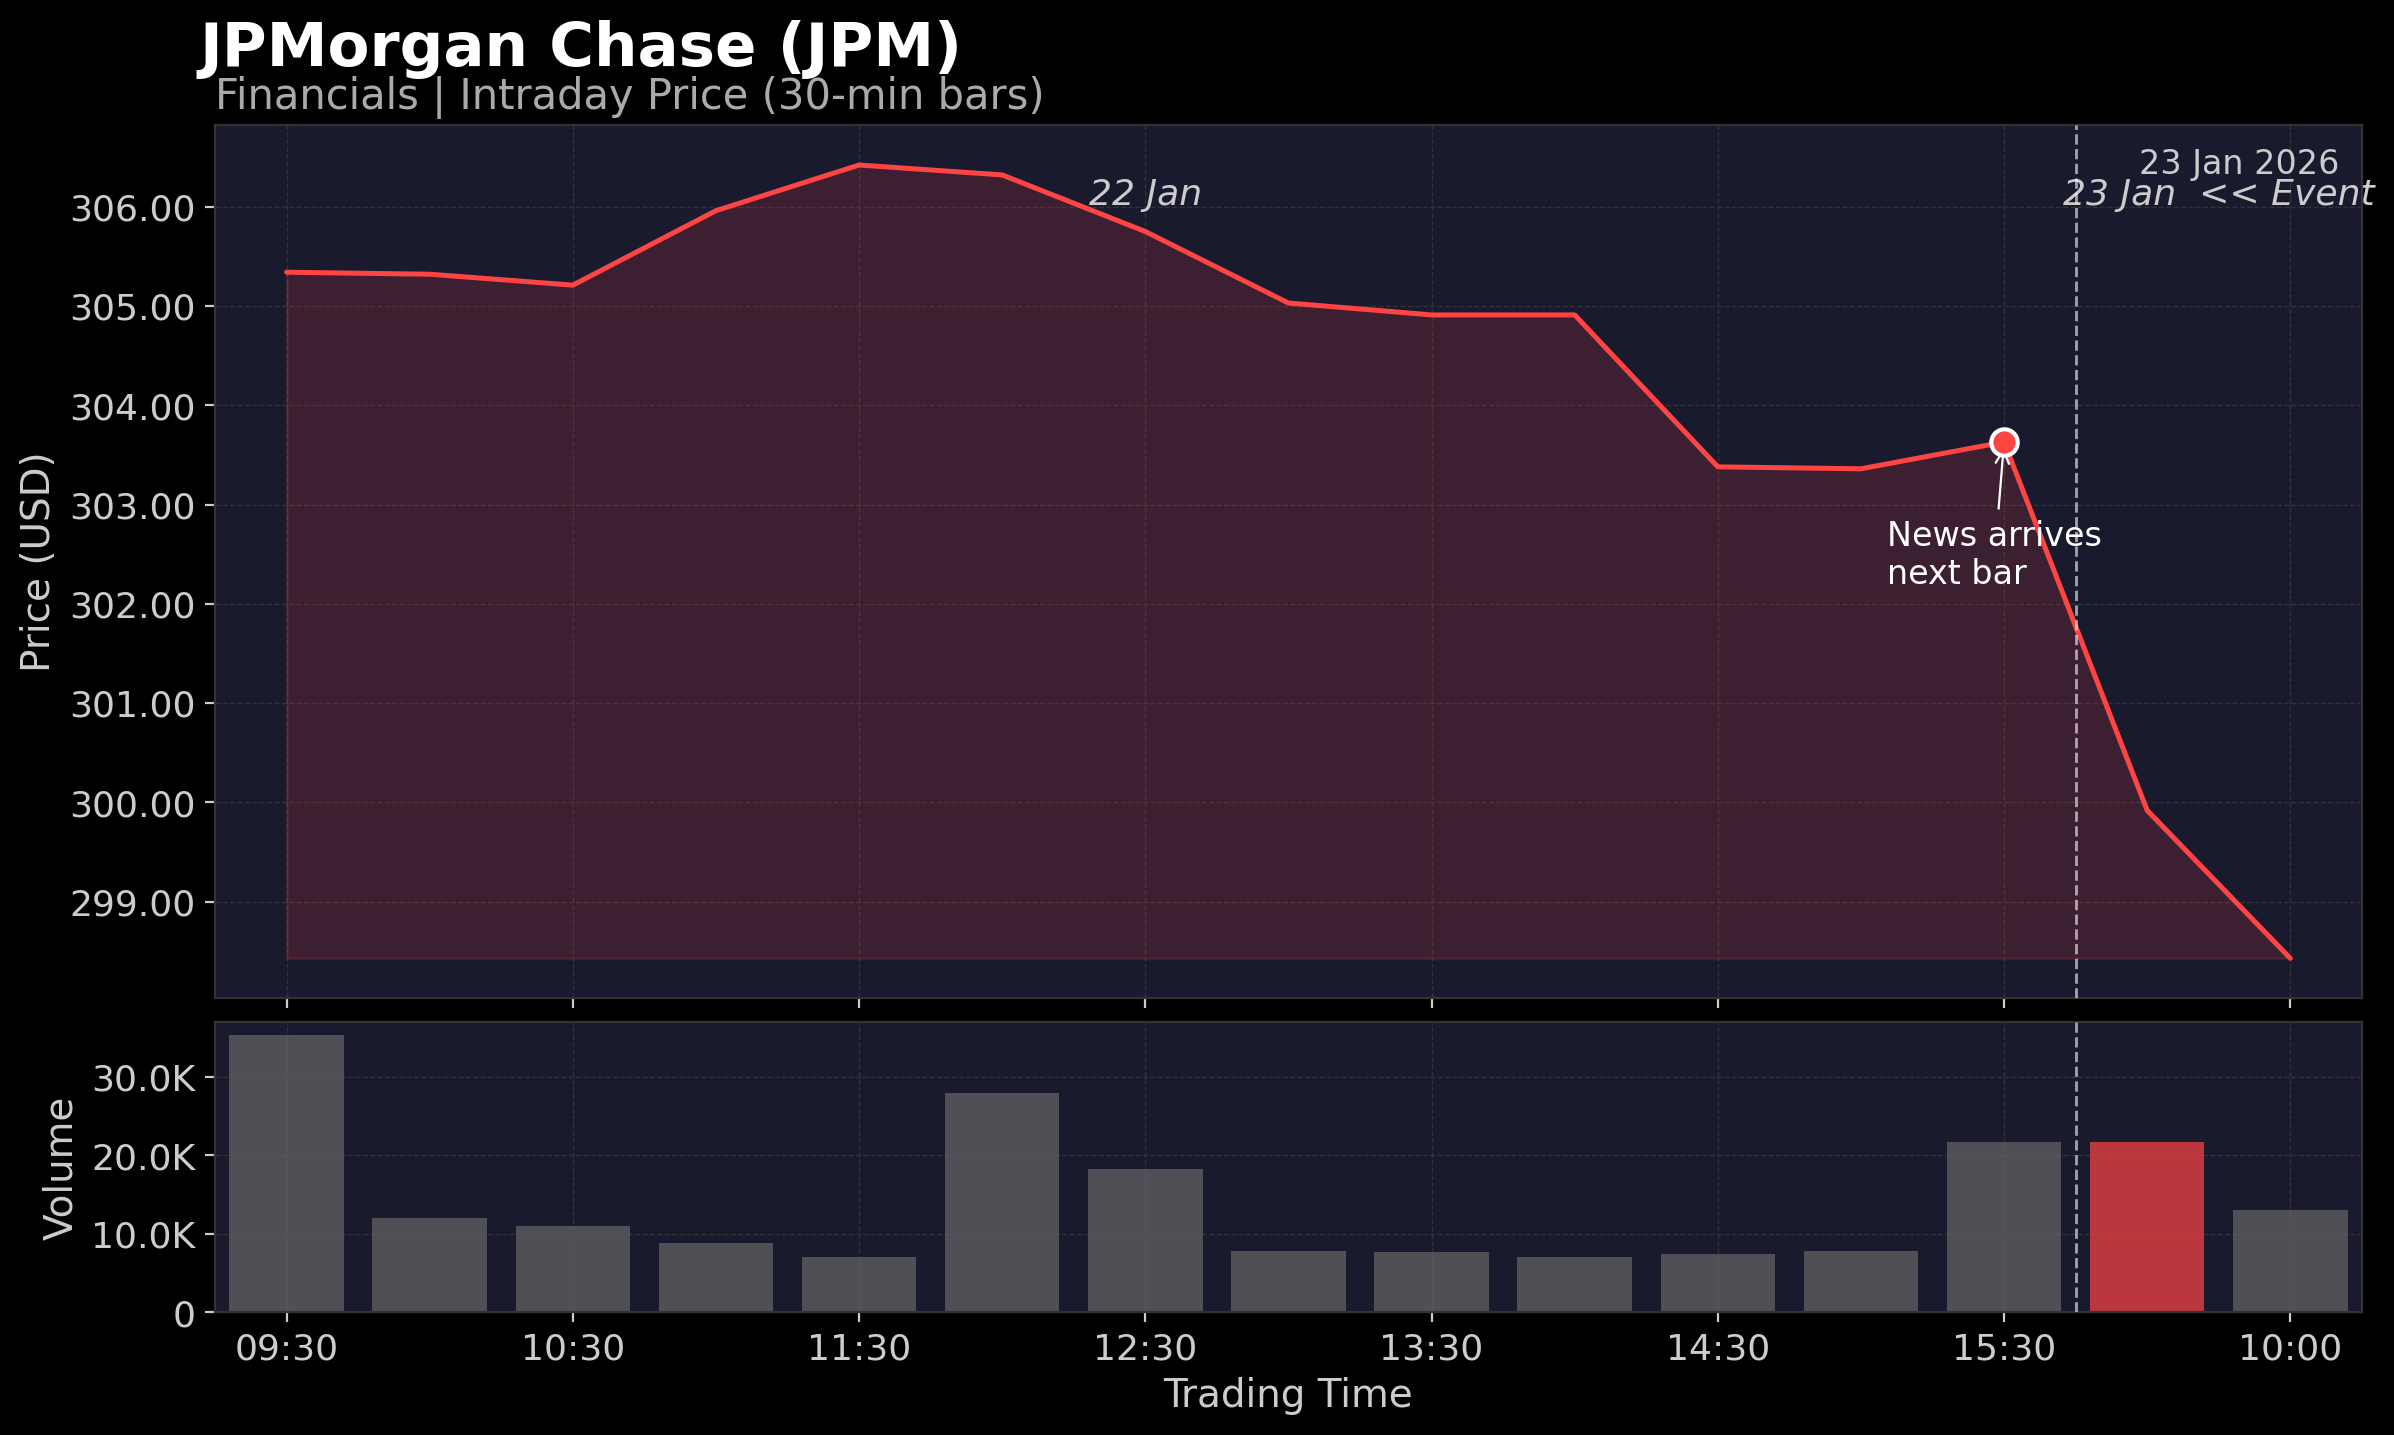 JPMorgan Chase (JPM)
Financials | Intraday Price (30-min bars)
23 Jan 2026
22 Jan
23 Jan << Event
306.00
305.00
304.00
303.00
302.00
301.00
300.00
299.00
Price (USD)
News arrives
next bar
30.0K
20.0K
10.0K
0
Volume
09:30
10:30
11:30
12:30
13:30
14:30
15:30
10:00
Trading Time